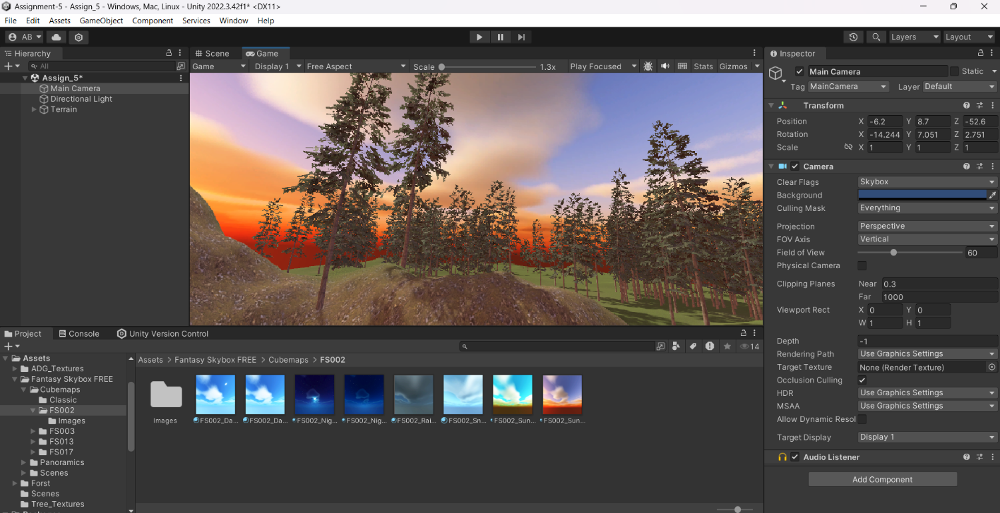 Assignment-5 - Assign_5 - Windows, Mac, Linux - Unity 2022.3.42f1* <DX11>
File Edit Assets GameObject Component Services Window Help
AB Layers Layout
Hierarchy
All
Assign_5*
Main Camera
Directional Light
Terrain
Scene Game
Game Display 1 Free Aspect Scale 1.3x Play Focused Stats Gizmos
Inspector
Main Camera Static
Tag MainCamera Layer Default
Transform
Position X -6.2 Y 8.7 Z -52.6
Rotation X -14.244 Y 7.051 Z 2.751
Scale X 1 Y 1 Z 1
Camera
Clear Flags Skybox
Background
Culling Mask Everything
Projection Perspective
FOV Axis Vertical
Field of View 60
Physical Camera
Clipping Planes Near 0.3
Far 1000
Viewport Rect X 0 Y 0
W 1 H 1
Depth -1
Rendering Path Use Graphics Settings
Target Texture None (Render Texture)
Occlusion Culling
HDR Use Graphics Settings
MSAA Use Graphics Settings
Allow Dynamic Resol
Target Display Display 1
Audio Listener
Add Component
Project Console Unity Version Control
14
Assets
ADG_Textures
Fantasy Skybox FREE
Cubemaps
Classic
FS002
Images
FS003
FS013
FS017
Panoramics
Scenes
Forst
Scenes
Tree_Textures
Assets > Fantasy Skybox FREE > Cubemaps > FS002
Images FS002_Da... FS002_Da... FS002_Nig... FS002_Nig... FS002_Rai... FS002_Sn... FS002_Sun... FS002_Sun...